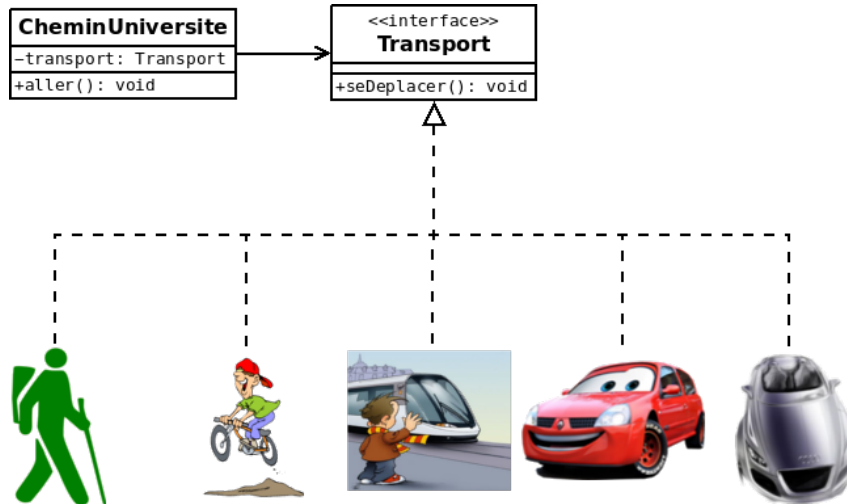 CheminUniversite
−transport: Transport
+aller(): void
<<interface>>
Transport
+seDeplacer(): void